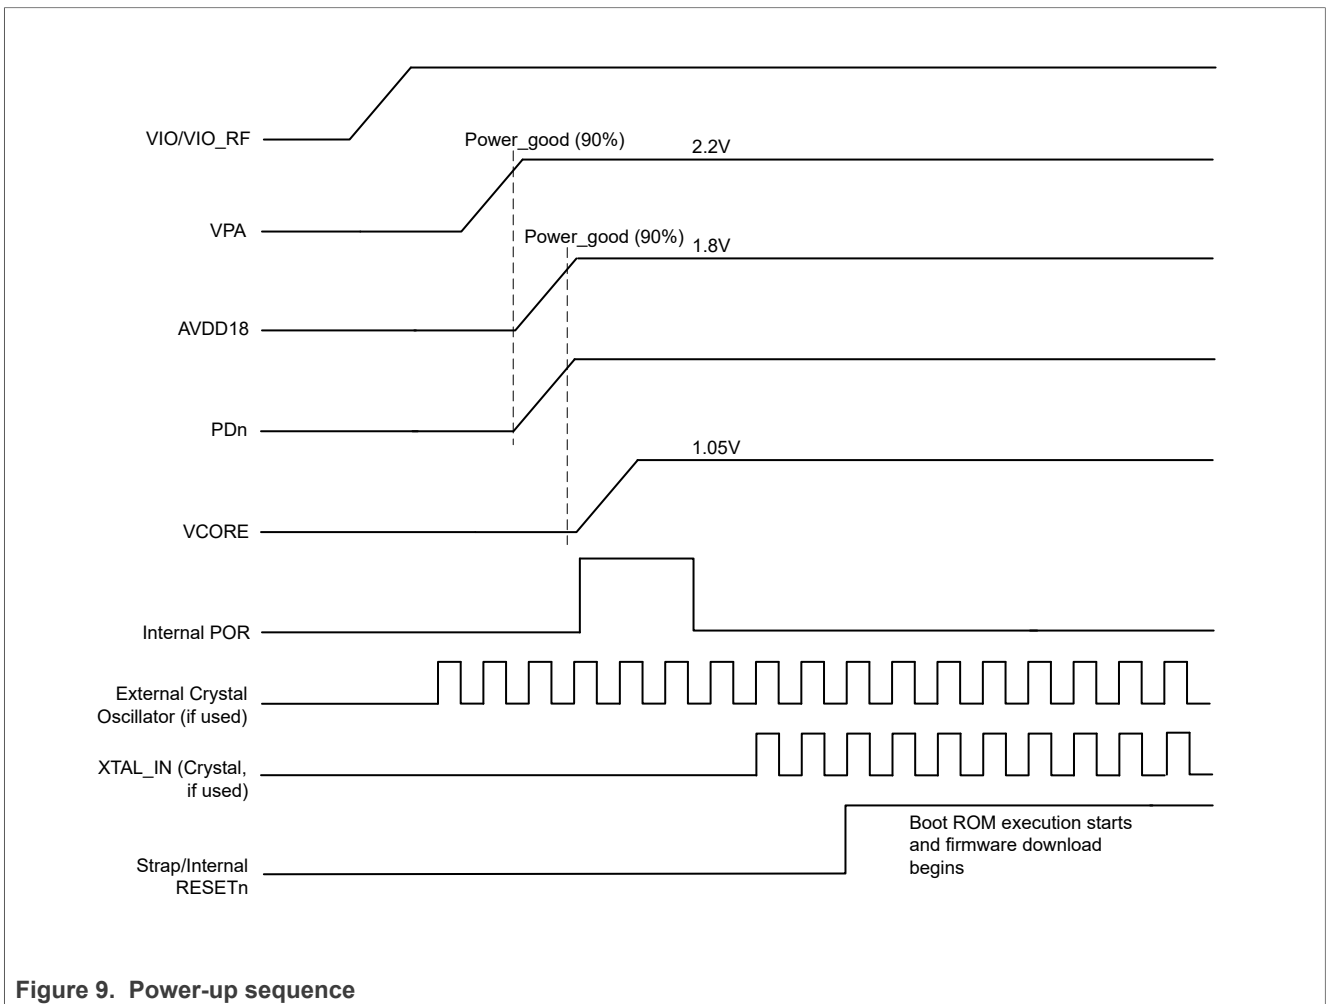 VIO/VIO_RF
Power_good (90%)
2.2V
VPA
Power_good (90%)
1.8V
AVDD18
PDn
1.05V
VCORE
Internal POR
External Crystal
Oscillator (if used)
XTAL_IN (Crystal,
if used)
Boot ROM execution starts
and firmware download
begins
Strap/Internal
RESETn
Figure 9. Power-up sequence